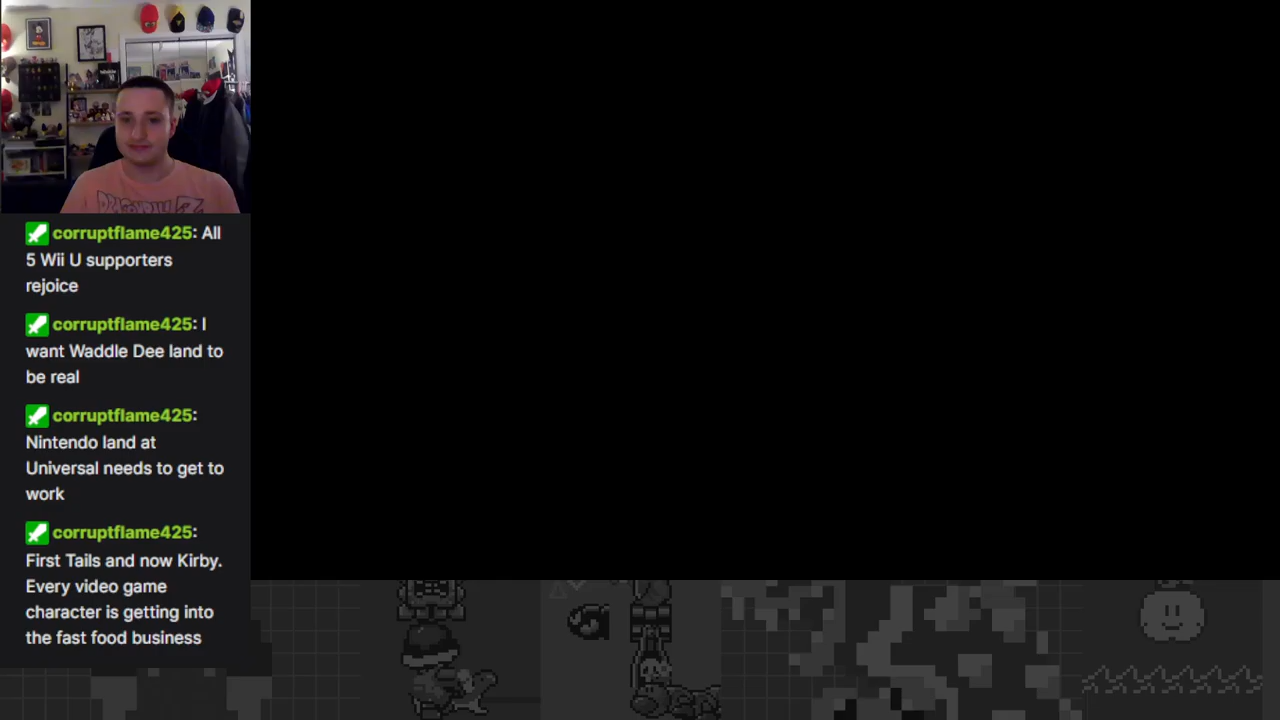 corruptflame425: All
5 Wii U supporters
rejoice
corruptflame425: I
want Waddle Dee land to
be real
corruptflame425:
Nintendo land at
Universal needs to get to
work
corruptflame425:
First Tails and now Kirby.
Every video game
character is getting into
the fast food business